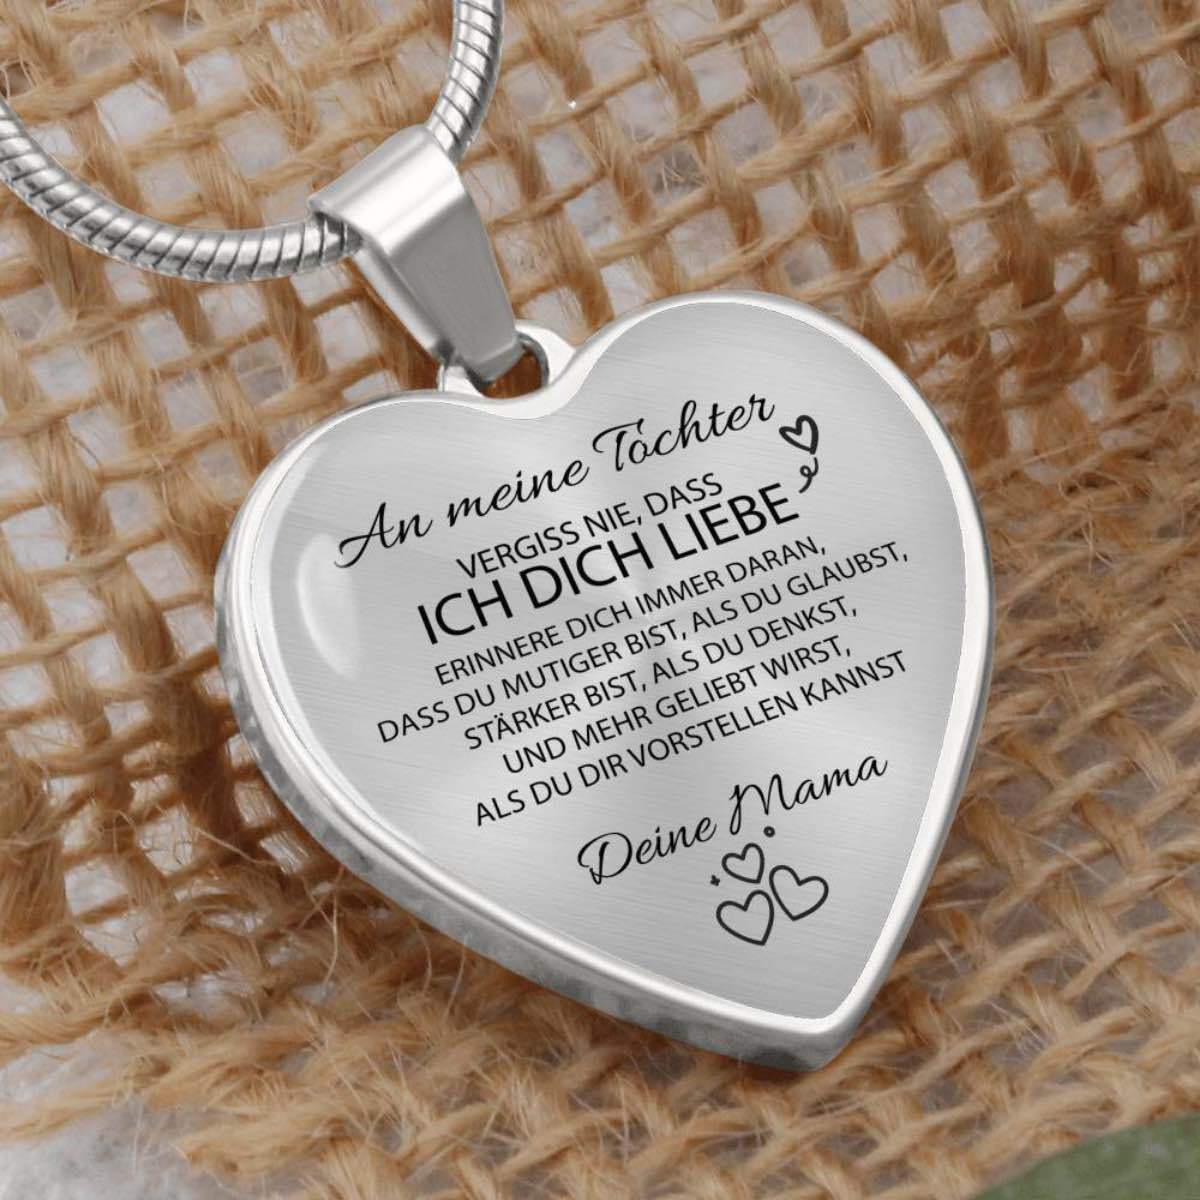 An meine Tochter
VERGISS NIE, DASS
ICH DICH LIEBE
ERINNERE DICH IMMER DARAN,
DASS DU MUTIGER BIST, ALS DU GLAUBST,
STÄRKER BIST, ALS DU DENKST,
UND MEHR GELIEBT WIRST,
ALS DU DIR VORSTELLEN KANNST
Deine Mama